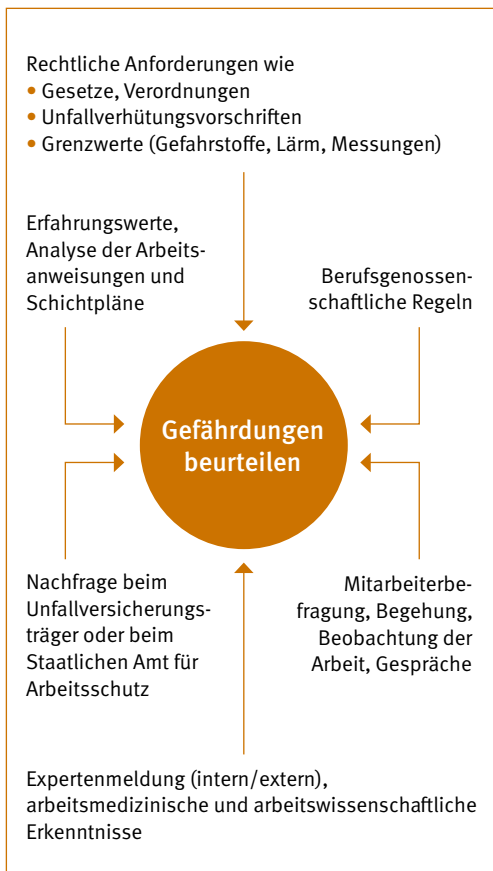 Rechtliche Anforderungen wie
• Gesetze, Verordnungen
• Unfallverhütungsvorschriften
• Grenzwerte (Gefahrstoffe, Lärm, Messungen)
Erfahrungswerte,
Analyse der Arbeits-
anweisungen und
Schichtpläne
Berufsgenossen-
schaftliche Regeln
Gefährdungen
beurteilen
Nachfrage beim
Unfallversicherungs-
träger oder beim
Staatlichen Amt für
Arbeitsschutz
Mitarbeiterbe-
fragung, Begehung,
Beobachtung der
Arbeit, Gespräche
Expertenmeldung (intern/extern),
arbeitsmedizinische und arbeitswissenschaftliche
Erkenntnisse